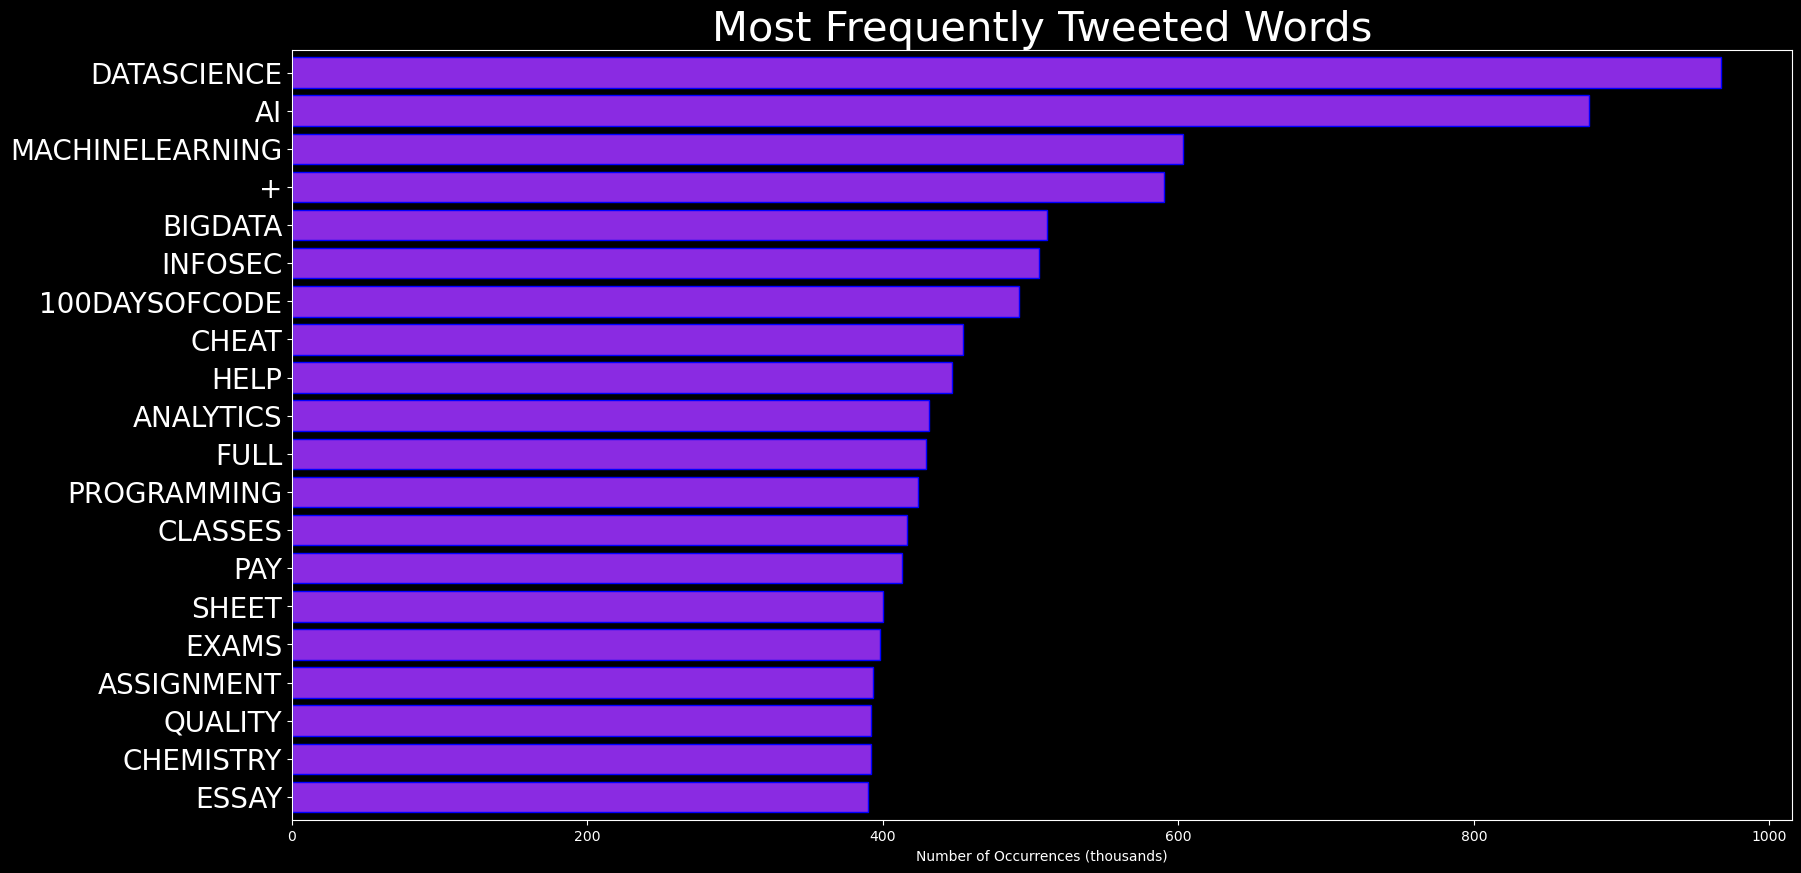 Most Frequently Tweeted Words
DATASCIENCE
AI
MACHINELEARNING
+
BIGDATA
INFOSEC
100DAYSOFCODE
CHEAT
HELP
ANALYTICS
FULL
PROGRAMMING
CLASSES
PAY
SHEET
EXAMS
ASSIGNMENT
QUALITY
CHEMISTRY
ESSAY
0 200 400 600 800 1000
Number of Occurrences (thousands)